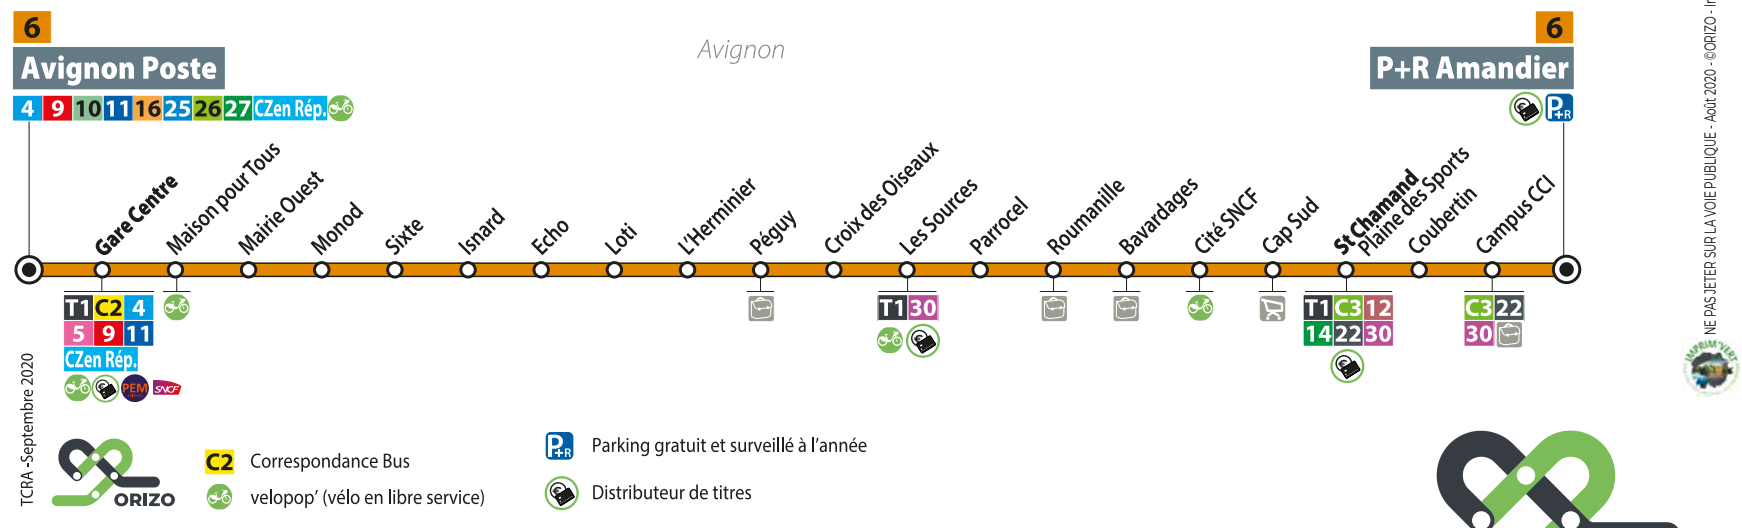 6
Avignon Poste
4 9 10 11 16 25 26 27 CZen Rép.
Avignon
6
P+R Amandier
P+R
Gare Centre
Maison pour Tous
Mairie Ouest
Monod
Sixte
Isnard
Echo
Loti
L'Herminier
Péguy
Croix des Oiseaux
Les Sources
Parrocel
Roumanille
Bavardages
Cité SNCF
Cap Sud
St Chamand
Plaine des Sports
Coubertin
Campus CCI
T1 C2 4
5 9 11
CZen Rép.
PEM SNCF
T1 30
T1 C3 12
14 22 30
C3 22
30
TCRA -Septembre 2020
ORIZO
C2 Correspondance Bus
velopop' (vélo en libre service)
P+R Parking gratuit et surveillé à l'année
Distributeur de titres
NE PAS JETER SUR LA VOIE PUBLIQUE - Août 2020 - ©ORIZO -
IMPRIM'VERT